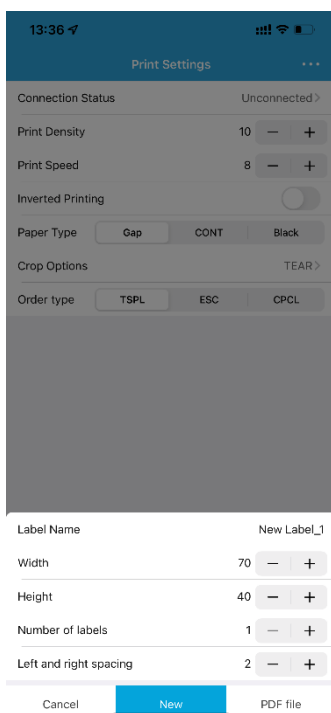 13:36
Print Settings
Connection Status Unconnected
Print Density 10 — +
Print Speed 8 — +
Inverted Printing
Paper Type Gap CONT Black
Crop Options TEAR
Order type TSPL ESC CPCL
Label Name New Label_1
Width 70 — +
Height 40 — +
Number of labels 1 — +
Left and right spacing 2 — +
Cancel New PDF file